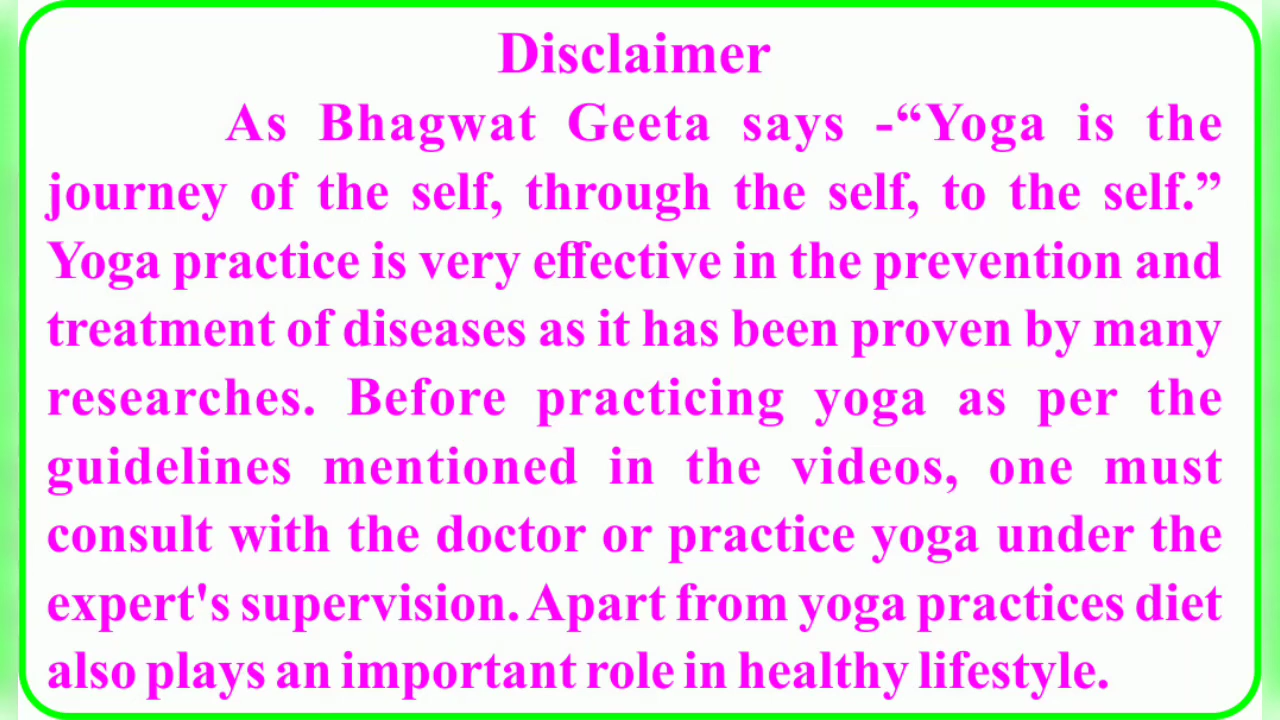 Disclaimer
As Bhagwat Geeta says -“Yoga is the
journey of the self, through the self, to the self.”
Yoga practice is very effective in the prevention and
treatment of diseases as it has been proven by many
researches. Before practicing yoga as per the
guidelines mentioned in the videos, one must
consult with the doctor or practice yoga under the
expert's supervision. Apart from yoga practices diet
also plays an important role in healthy lifestyle.